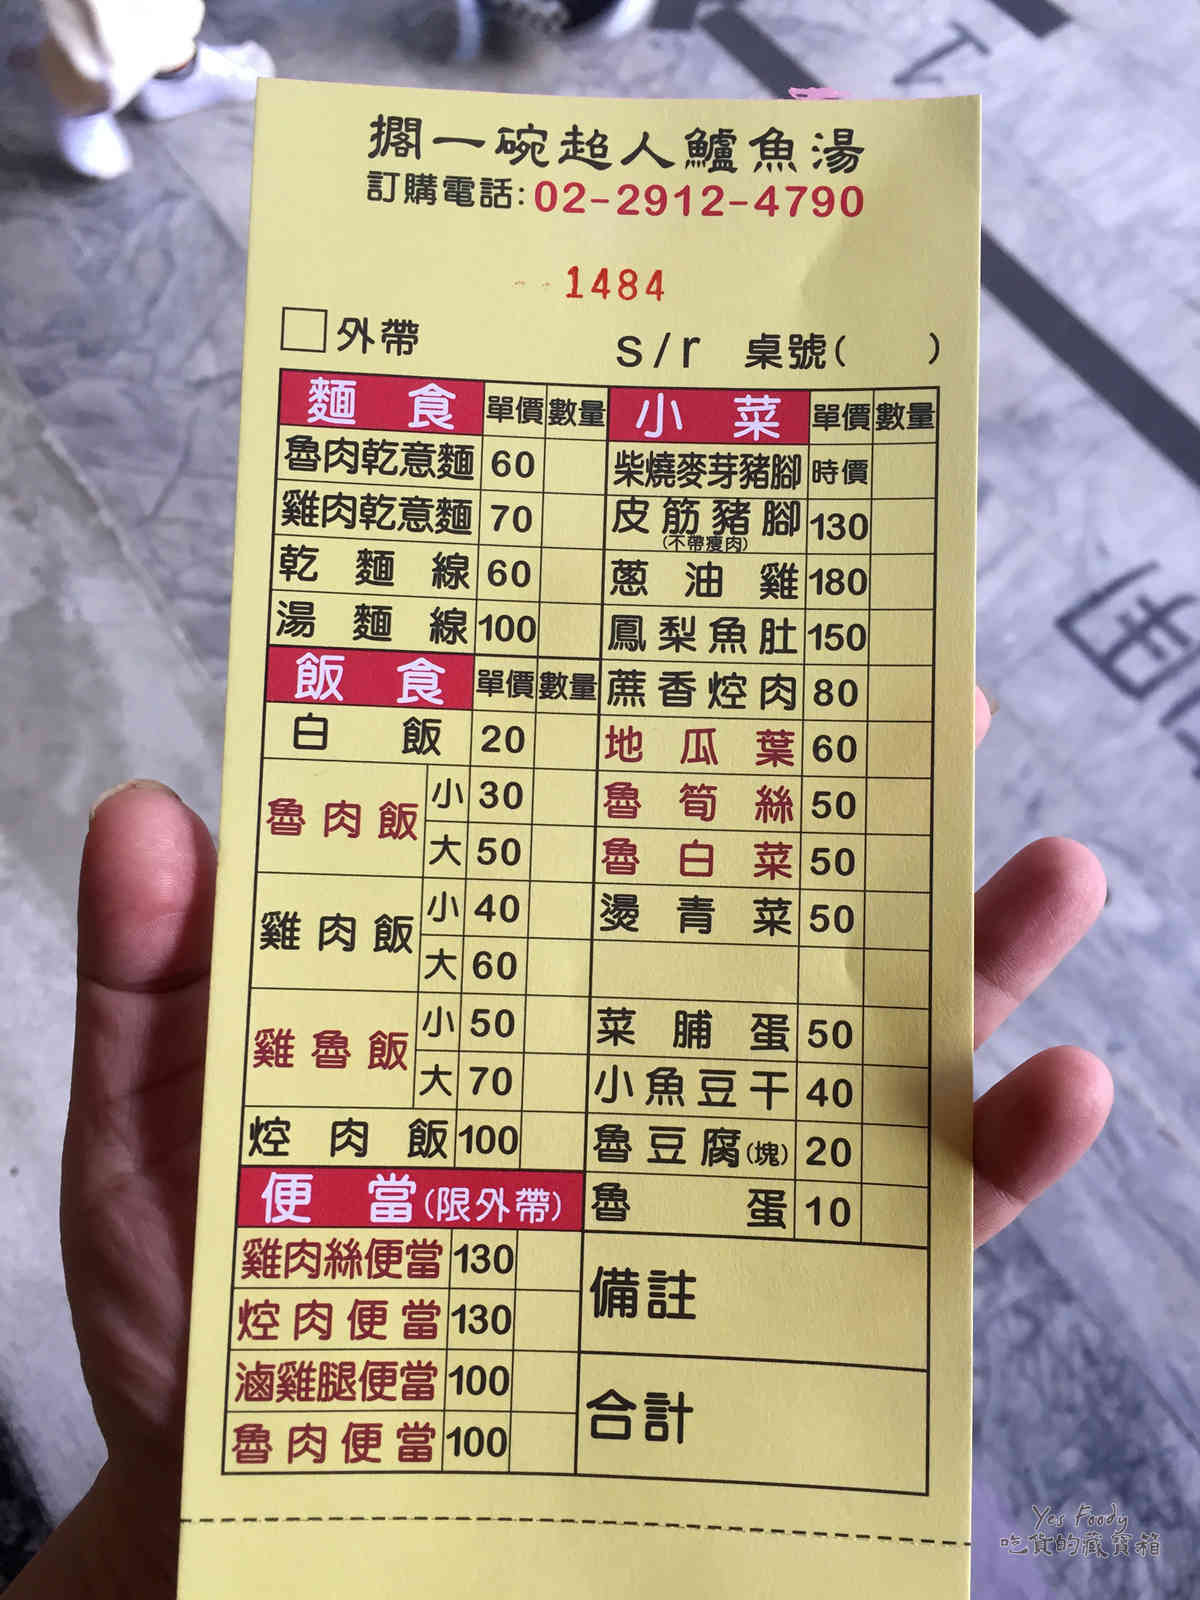 擱一碗超人鱸魚湯
訂購電話:02-2912-4790
1484
外帶 s/r 桌號( )
麵食 單價 數量 小菜 單價 數量
魯肉乾意麵 60 柴燒麥芽豬腳 時價
雞肉乾意麵 70 皮筋豬腳 130
(不帶瘦肉)
乾麵線 60 蔥油雞 180
湯麵線 100 鳳梨魚肚 150
飯食 單價 數量 蔗香焢肉 80
白飯 20 地瓜葉 60
魯肉飯 小 30 魯筍絲 50
大 50 魯白菜 50
雞肉飯 小 40 燙青菜 50
大 60
雞魯飯 小 50 菜脯蛋 50
大 70 小魚豆干 40
焢肉飯 100 魯豆腐(塊) 20
便當(限外帶) 魯蛋 10
雞肉絲便當 130 備註
焢肉便當 130
滷雞腿便當 100 合計
魯肉便當 100
Yes Foody
吃貨的藏寶箱